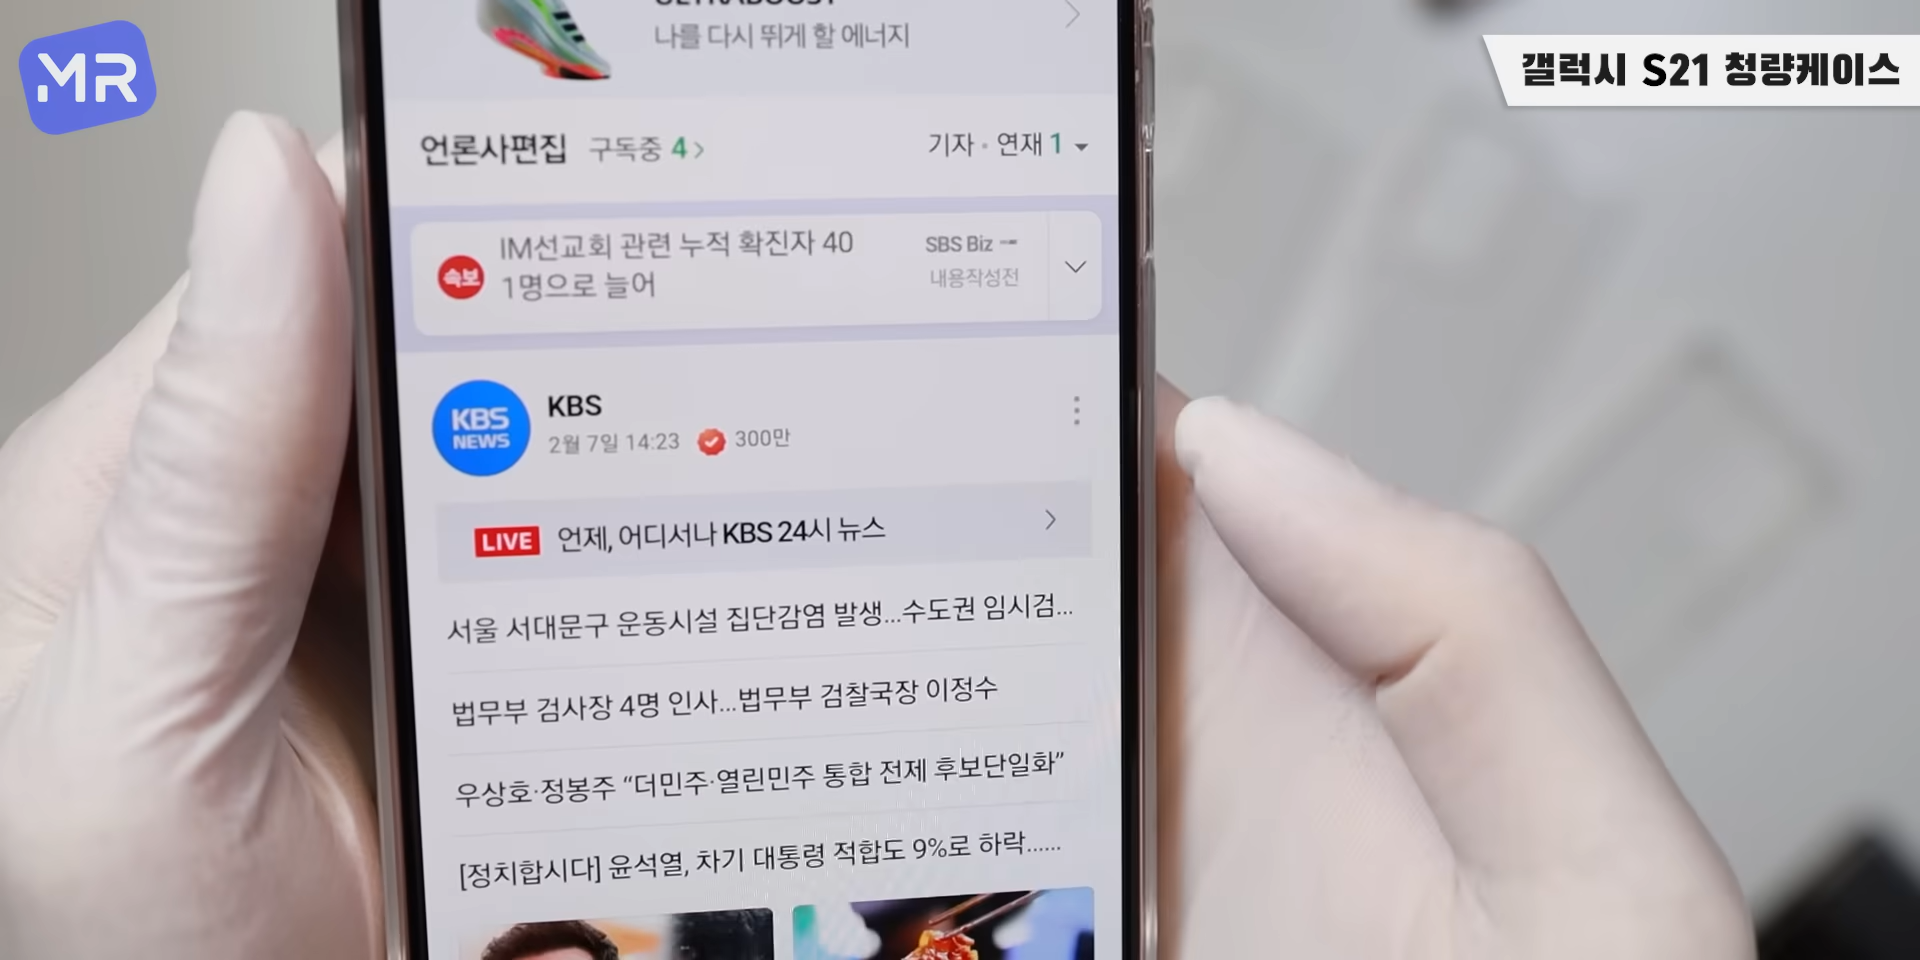 MR
갤럭시 S21 청량케이스
ULTRABOOST
나를 다시 뛰게 할 에너지
언론사편집 구독중 4 기자·연재 1
속보
IM선교회 관련 누적 확진자 40
1명으로 늘어
SBS Biz
내용작성전
KBS
NEWS
KBS
2월 7일 14:23 300만
LIVE 언제, 어디서나 KBS 24시 뉴스
서울 서대문구 운동시설 집단감염 발생...수도권 임시검...
법무부 검사장 4명 인사...법무부 검찰국장 이정수
우상호·정봉주 “더민주·열린민주 통합 전제 후보단일화”
[정치합시다] 윤석열, 차기 대통령 적합도 9%로 하락......